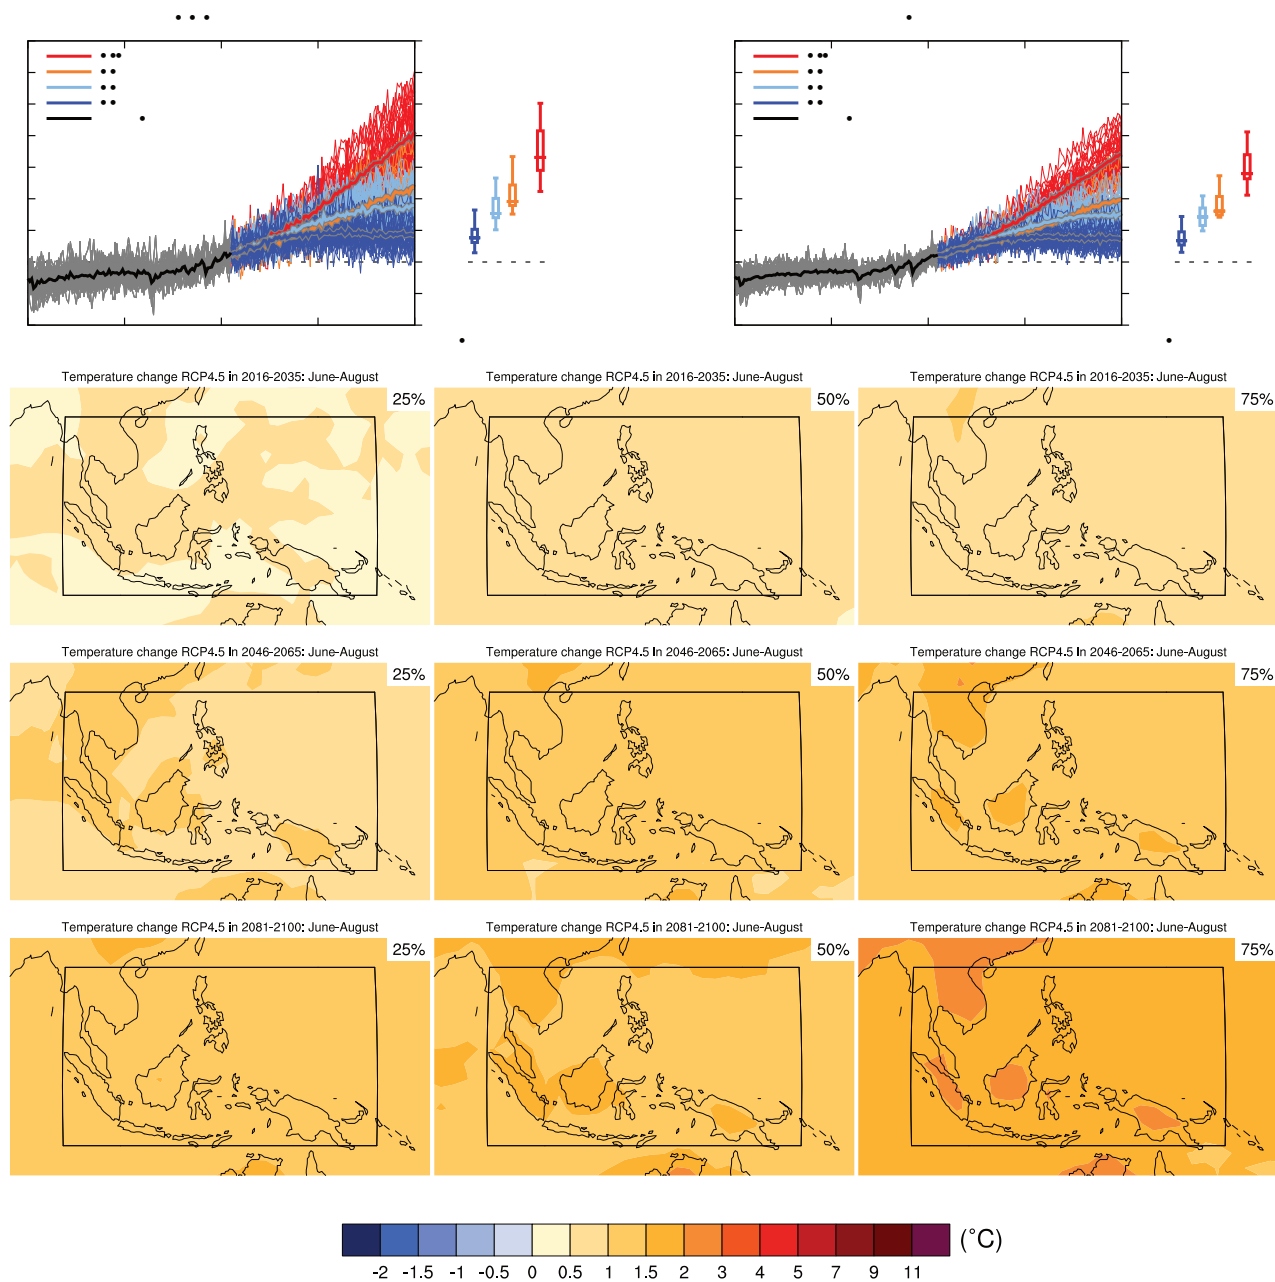 Temperature change RCP4.5 in 2016-2035: June-August
25%
Temperature change RCP4.5 in 2016-2035: June-August
50%
Temperature change RCP4.5 in 2016-2035: June-August
75%
Temperature change RCP4.5 in 2046-2065: June-August
25%
Temperature change RCP4.5 in 2046-2065: June-August
50%
Temperature change RCP4.5 in 2046-2065: June-August
75%
Temperature change RCP4.5 in 2081-2100: June-August
25%
Temperature change RCP4.5 in 2081-2100: June-August
50%
Temperature change RCP4.5 in 2081-2100: June-August
75%
(°C)
-2 -1.5 -1 -0.5 0 0.5 1 1.5 2 3 4 5 7 9 11